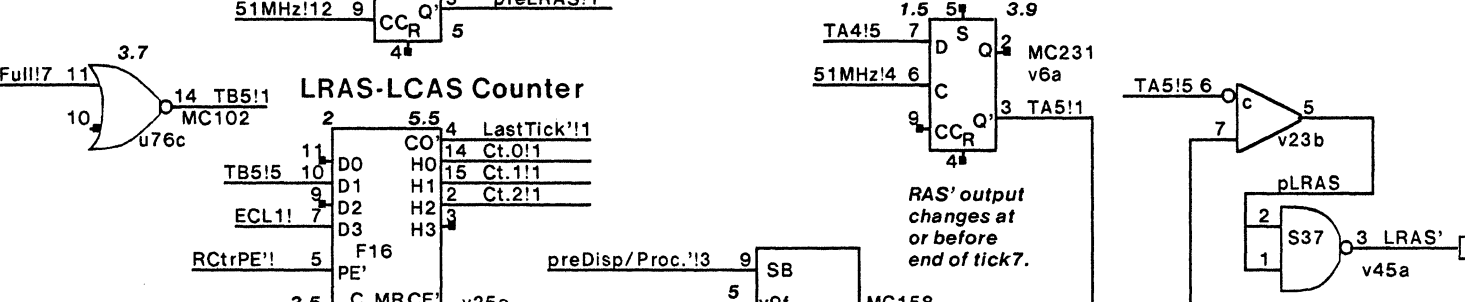 51MHz!12 9
CC R
Q'
5
4
1.5 5 3.9
TA4!5 7
S
D
Q
2
MC231
v6a
51MHz!4 6
C
Q' 3 TA5!1
9
CC R
4
3.7
Full!7 11
14 TB5!1
MC102
10
u76c
LRAS-LCAS Counter
2 5.5
CO' 4 LastTick'!1
11 D0 H0 14 Ct.0!1
TB5!5 10 D1 H1 15 Ct.1!1
9 D2 H2 2 Ct.2!1
ECL1! 7 D3 H3 3
F16
RCtrPE'! 5 PE'
RAS' output
changes at
or before
end of tick7.
preDisp/Proc.'!3 9 SB
5
TA5!5 6
c
5
7
v23b
pLRAS
2
S37
3 LRAS'
1
v45a